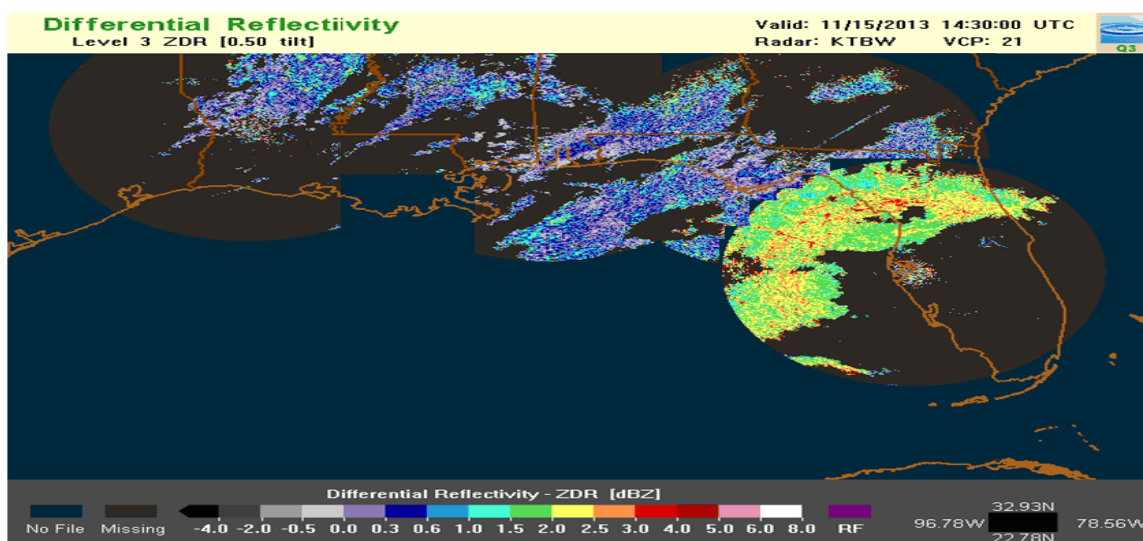 Differential Reflectivity
Level 3 ZDR [0.50 tilt]
Valid: 11/15/2013 14:30:00 UTC
Radar: KTBW VCP: 21
Q3
Differential Reflectivity - ZDR [dBZ]
No File Missing -4.0 -2.0 -0.5 0.0 0.3 0.6 1.0 1.5 2.0 2.5 3.0 4.0 5.0 6.0 8.0 RF
32.93N
96.78W 78.56W
22.78N